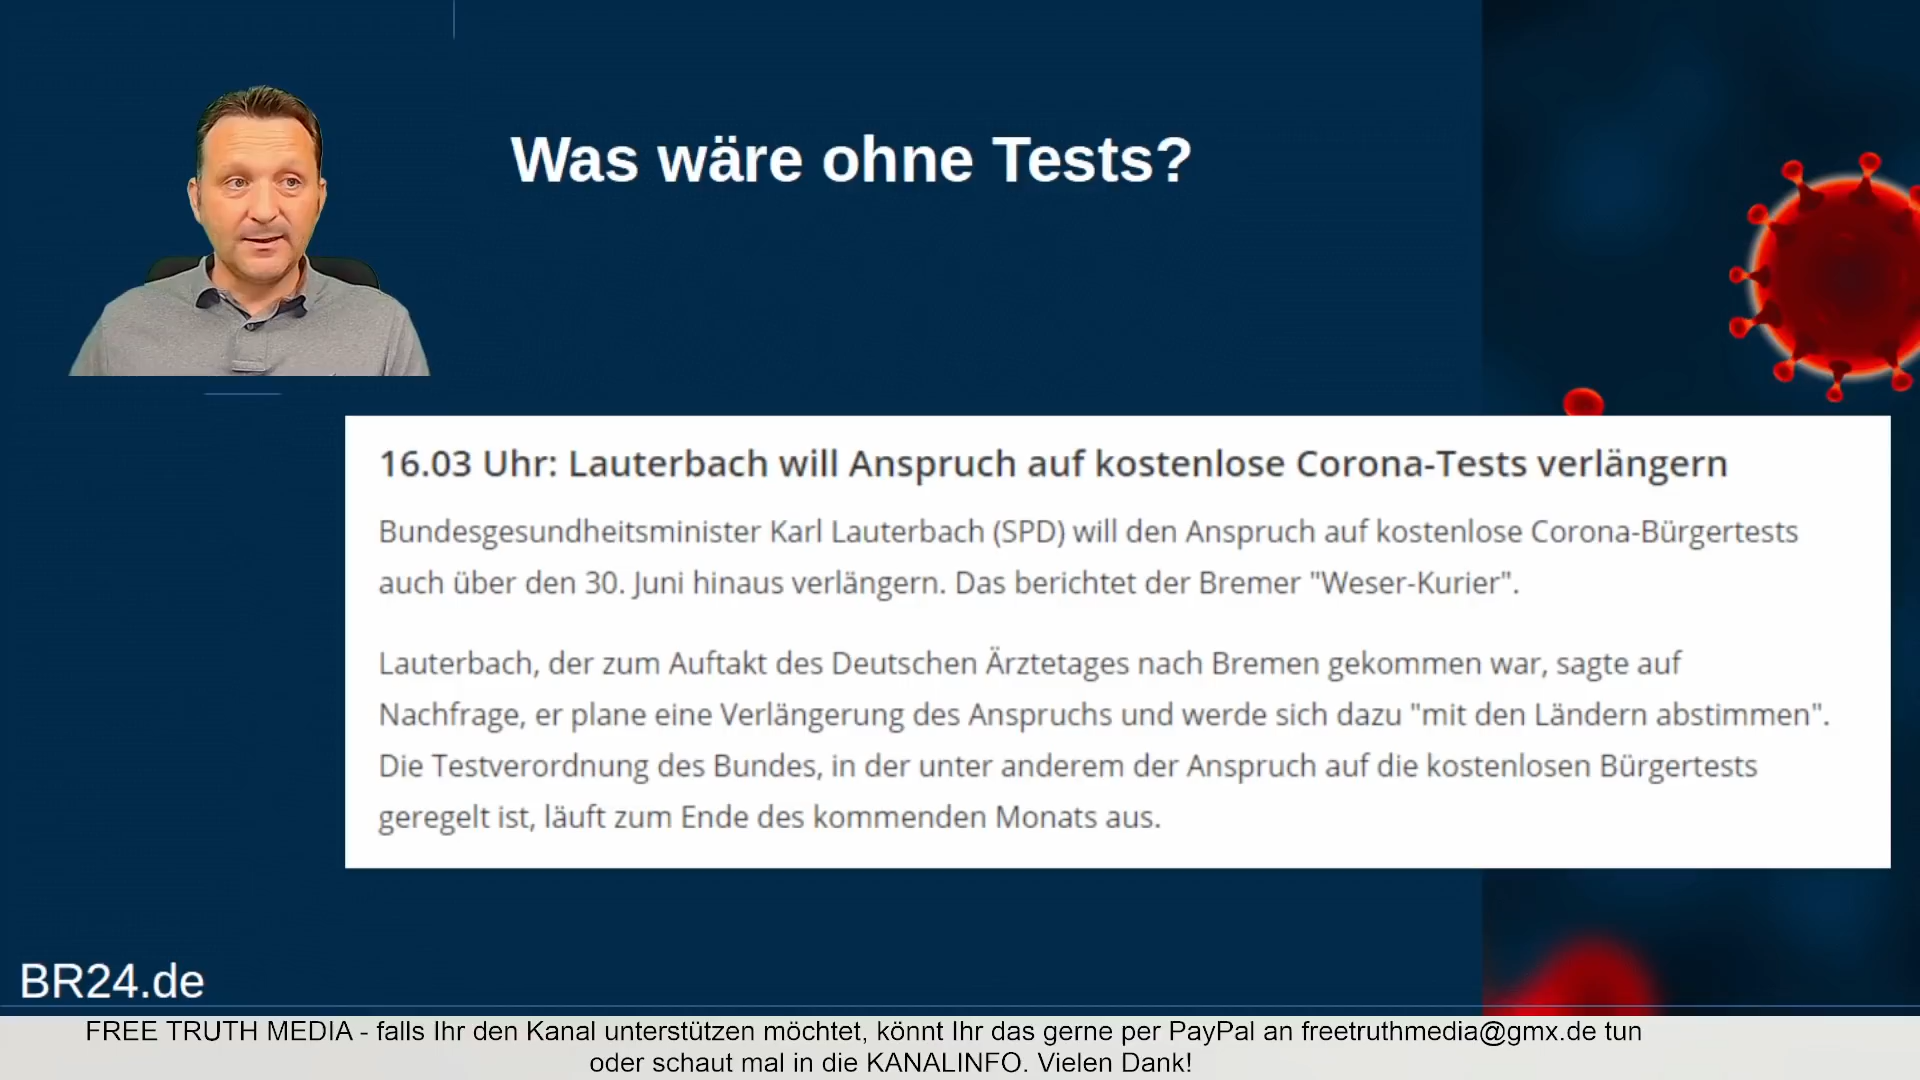 Was wäre ohne Tests?
16.03 Uhr: Lauterbach will Anspruch auf kostenlose Corona-Tests verlängern
Bundesgesundheitsminister Karl Lauterbach (SPD) will den Anspruch auf kostenlose Corona-Bürgertests
auch über den 30. Juni hinaus verlängern. Das berichtet der Bremer "Weser-Kurier".
Lauterbach, der zum Auftakt des Deutschen Ärztetages nach Bremen gekommen war, sagte auf
Nachfrage, er plane eine Verlängerung des Anspruchs und werde sich dazu "mit den Ländern abstimmen".
Die Testverordnung des Bundes, in der unter anderem der Anspruch auf die kostenlosen Bürgertests
geregelt ist, läuft zum Ende des kommenden Monats aus.
BR24.de
FREE TRUTH MEDIA - falls Ihr den Kanal unterstützen möchtet, könnt Ihr das gerne per PayPal an freetruthmedia@gmx.de tun
oder schaut mal in die KANALINFO. Vielen Dank!